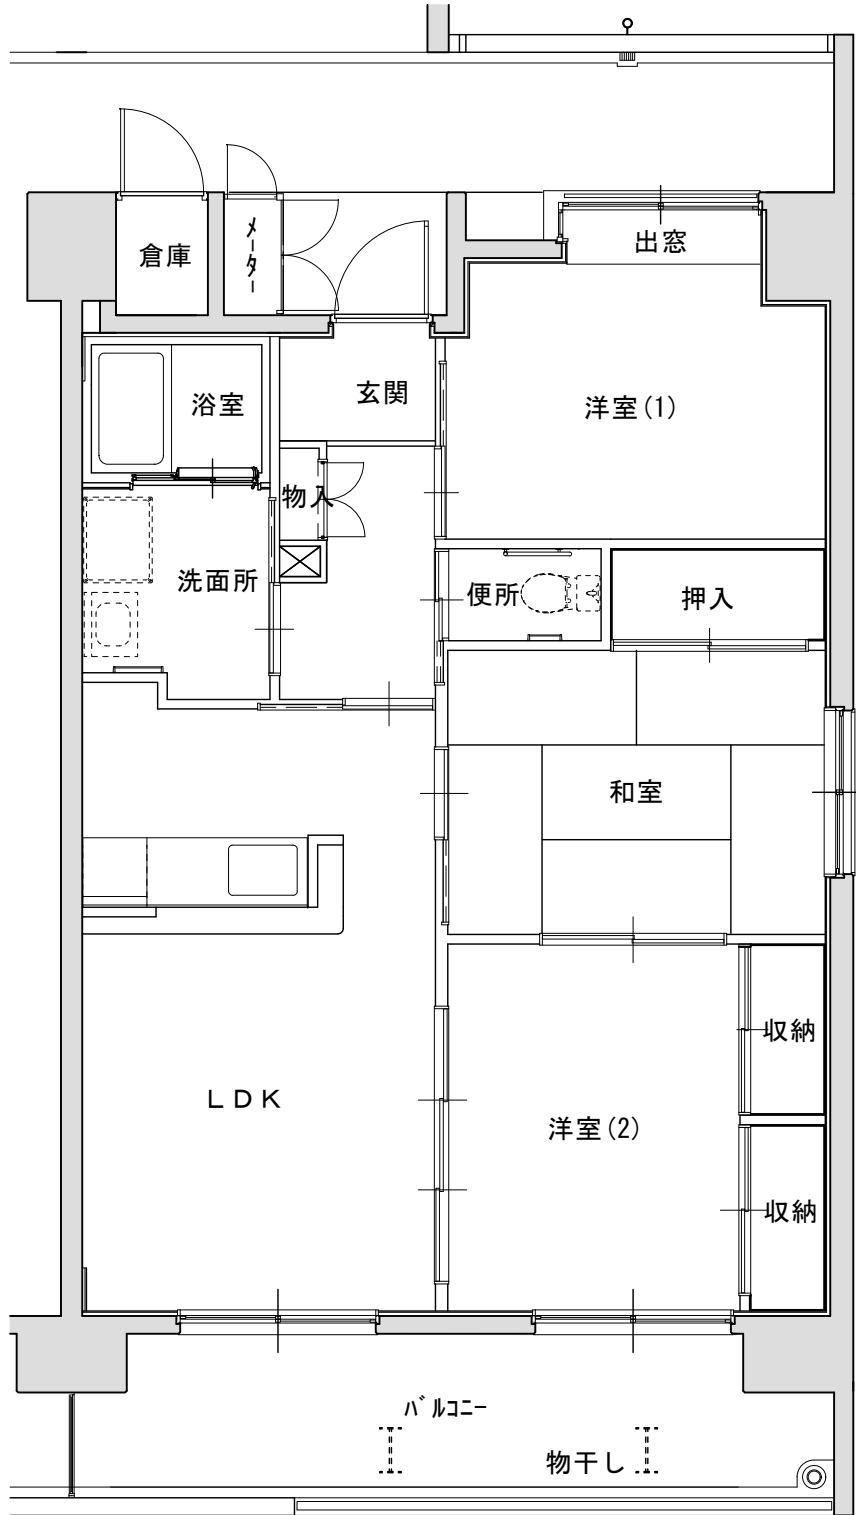 倉庫
メーター
出窓
浴室
玄関
洋室(1)
物入
洗面所
便所
押入
和室
収納
LDK
洋室(2)
収納
バルコニー
物干し